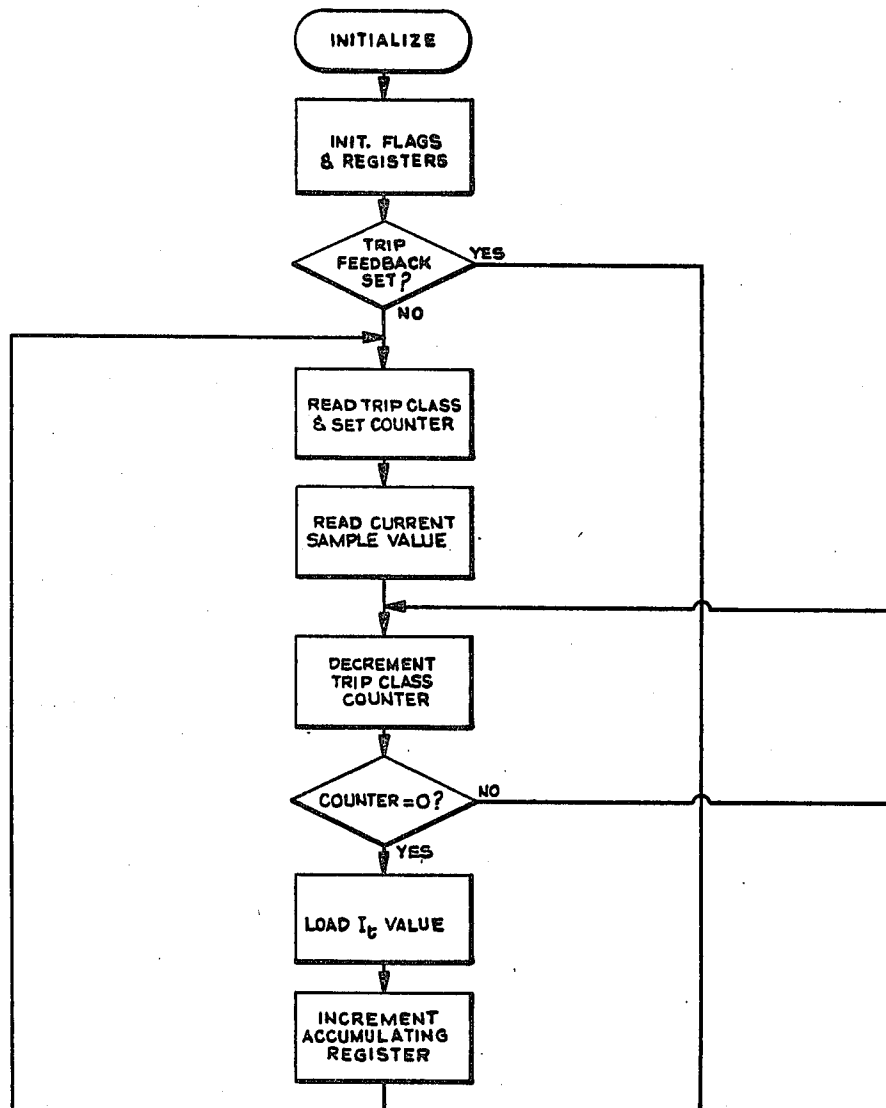 INITIALIZE
INIT. FLAGS
& REGISTERS
TRIP
FEEDBACK
SET?
YES
NO
READ TRIP CLASS
& SET COUNTER
READ CURRENT
SAMPLE VALUE
DECREMENT
TRIP CLASS
COUNTER
COUNTER=0?
NO
YES
LOAD It VALUE
INCREMENT
ACCUMULATING
REGISTER